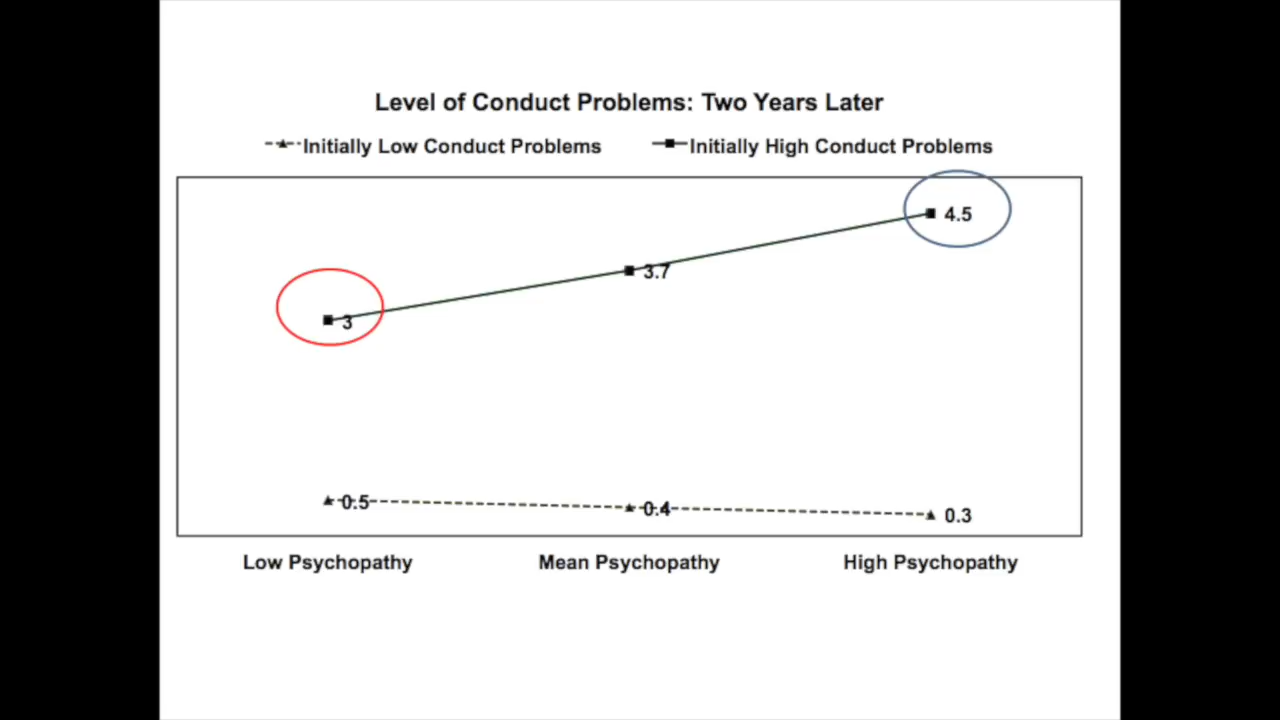 Level of Conduct Problems: Two Years Later
Initially Low Conduct Problems
Initially High Conduct Problems
4.5
3.7
3
0.5
0.4
0.3
Low Psychopathy
Mean Psychopathy
High Psychopathy